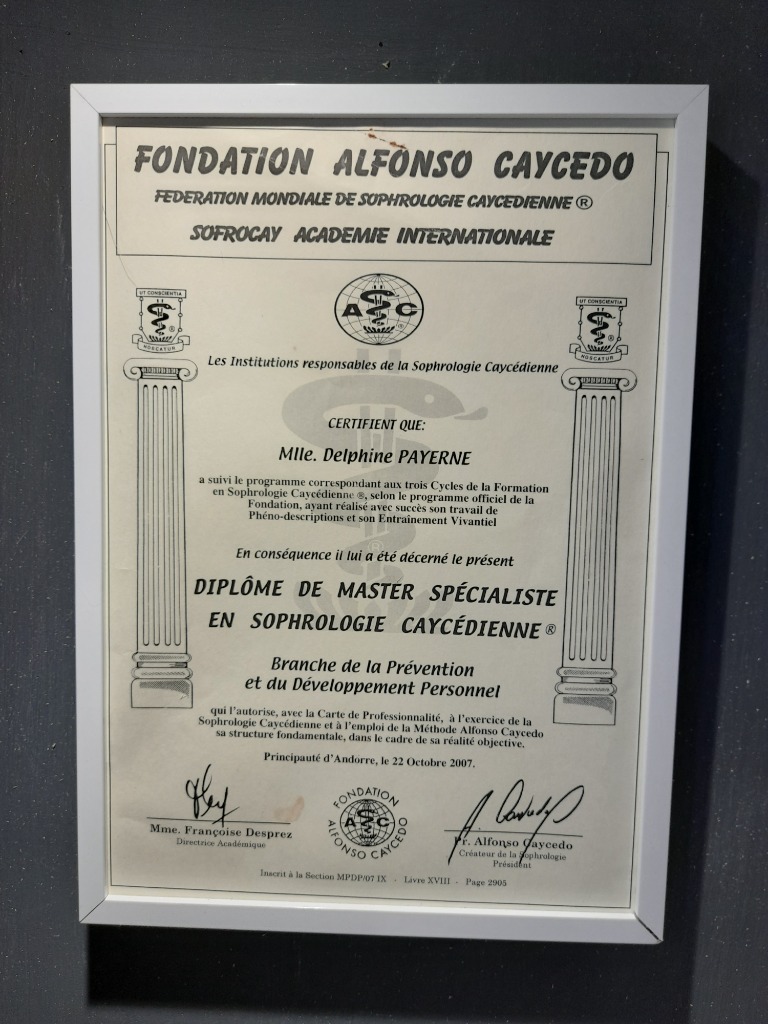 FONDATION ALFONSO CAYCEDO
FEDERATION MONDIALE DE SOPHROLOGIE CAYCEDIENNE ®
SOFROCAY ACADEMIE INTERNATIONALE
UT CONSCIENTIA
NOSCATUR
®
A C
®
UT CONSCIENTIA
NOSCATUR
®
Les Institutions responsables de la Sophrologie Caycédienne
CERTIFIENT QUE:
Mlle. Delphine PAYERNE
a suivi le programme correspondant aux trois Cycles de la Formation
en Sophrologie Caycédienne ®, selon le programme officiel de la
Fondation, ayant réalisé avec succès son travail de
Phéno-descriptions et son Entraînement Vivantiel
En conséquence il lui a été décerné le présent
DIPLÔME DE MASTER SPÉCIALISTE
EN SOPHROLOGIE CAYCÉDIENNE ®
Branche de la Prévention
et du Développement Personnel
qui l'autorise, avec la Carte de Professionnalité, à l'exercice de la
Sophrologie Caycédienne et à l'emploi de la Méthode Alfonso Caycedo
sa structure fondamentale, dans le cadre de sa réalité objective.
Principauté d'Andorre, le 22 Octobre 2007.
Mme. Françoise Desprez
Directrice Académique
FONDATION
A C
ALFONSO CAYCEDO
Pr. Alfonso Caycedo
Créateur de la Sophrologie
Président
Inscrit à la Section MPDP/07 IX - Livre XVIII - Page 2905